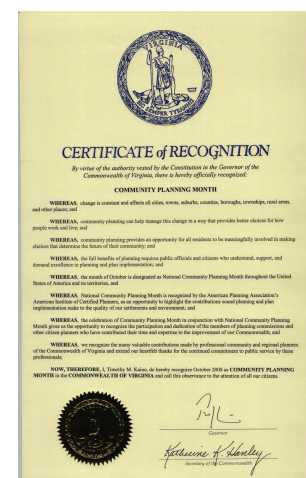 VIRGINIA
SIC SEMPER TYRANNIS
CERTIFICATE of RECOGNITION
By virtue of the authority vested by the Constitution in the Governor of the
Commonwealth of Virginia, there is hereby officially recognized:
COMMUNITY PLANNING MONTH
WHEREAS, change is constant and affects all cities, towns, suburbs, counties, boroughs, townships, rural areas,
and other places; and
WHEREAS, community planning can help manage this change in a way that provides better choices for how
people work and live; and
WHEREAS, community planning provides an opportunity for all residents to be meaningfully involved in making
choices that determine the future of their community; and
WHEREAS, the full benefits of planning requires public officials and citizens who understand, support, and
demand excellence in planning and plan implementation; and
WHEREAS, the month of October is designated as National Community Planning Month throughout the United
States of America and its territories, and
WHEREAS, National Community Planning Month is recognized by the American Planning Association's
American Institute of Certified Planners, as an opportunity to highlight the contributions sound planning and plan
implementation make to the quality of our settlements and environment; and
WHEREAS, the celebration of Community Planning Month in conjunction with National Community Planning
Month gives us the opportunity to recognize the participation and dedication of the members of planning commissions and
other citizen planners who have contributed their time and expertise to the improvement of our Commonwealth; and
WHEREAS, we recognize the many valuable contributions made by professional community and regional planners
of the Commonwealth of Virginia and extend our heartfelt thanks for the continued commitment to public service by these
professionals;
NOW, THEREFORE, I, Timothy M. Kaine, do hereby recognize October 2008 as COMMUNITY PLANNING
MONTH in the COMMONWEALTH OF VIRGINIA and call this observance to the attention of all our citizens.
Governor
Katherine K. Hanley
Secretary of the Commonwealth